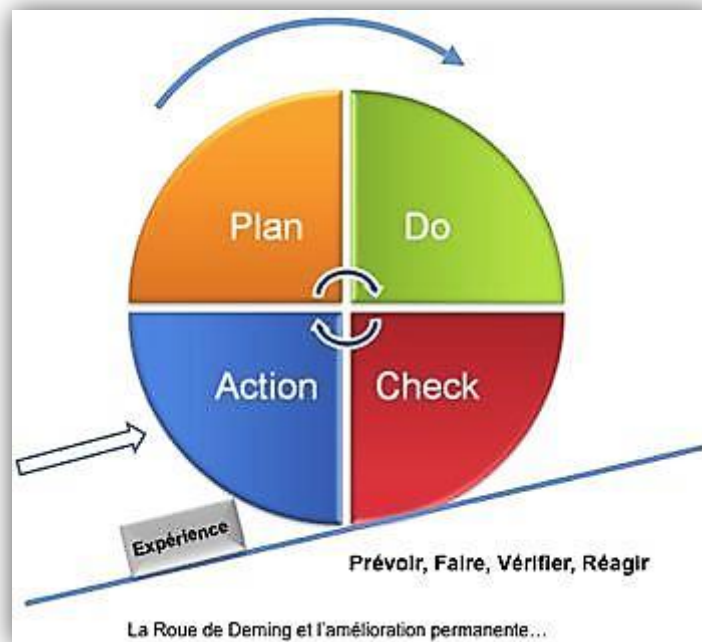 Plan
Do
Action
Check
Expérience
Prévoir, Faire, Vérifier, Réagir
La Roue de Deming et l'amélioration permanente...